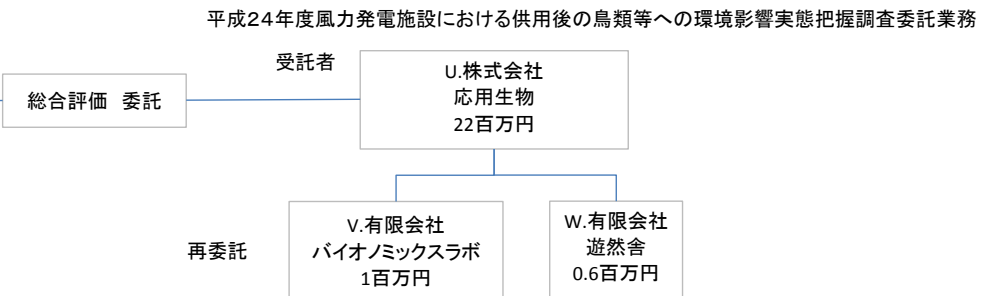 平成24年度風力発電施設における供用後の鳥類等への環境影響実態把握調査委託業務
受託者
総合評価 委託
U.株式会社
応用生物
22百万円
再委託
V.有限会社
バイオノミックスラボ
1百万円
W.有限会社
遊然舎
0.6百万円